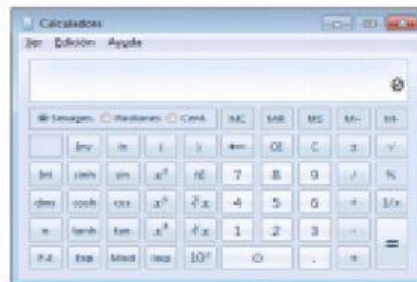 Calculadora
Ver Edición Ayuda
0
Sexages. Radianes Cent. MC MR MS M+ M-
Inv ln ( ) ← CE C ± √
Int sinh sin x² n! 7 8 9 / %
dms cosh cos 4 5 6 * 1/x
π tanh tan x³ ∛x 1 2 3 - =
F-E Exp Mod log 10ˣ 0 . +